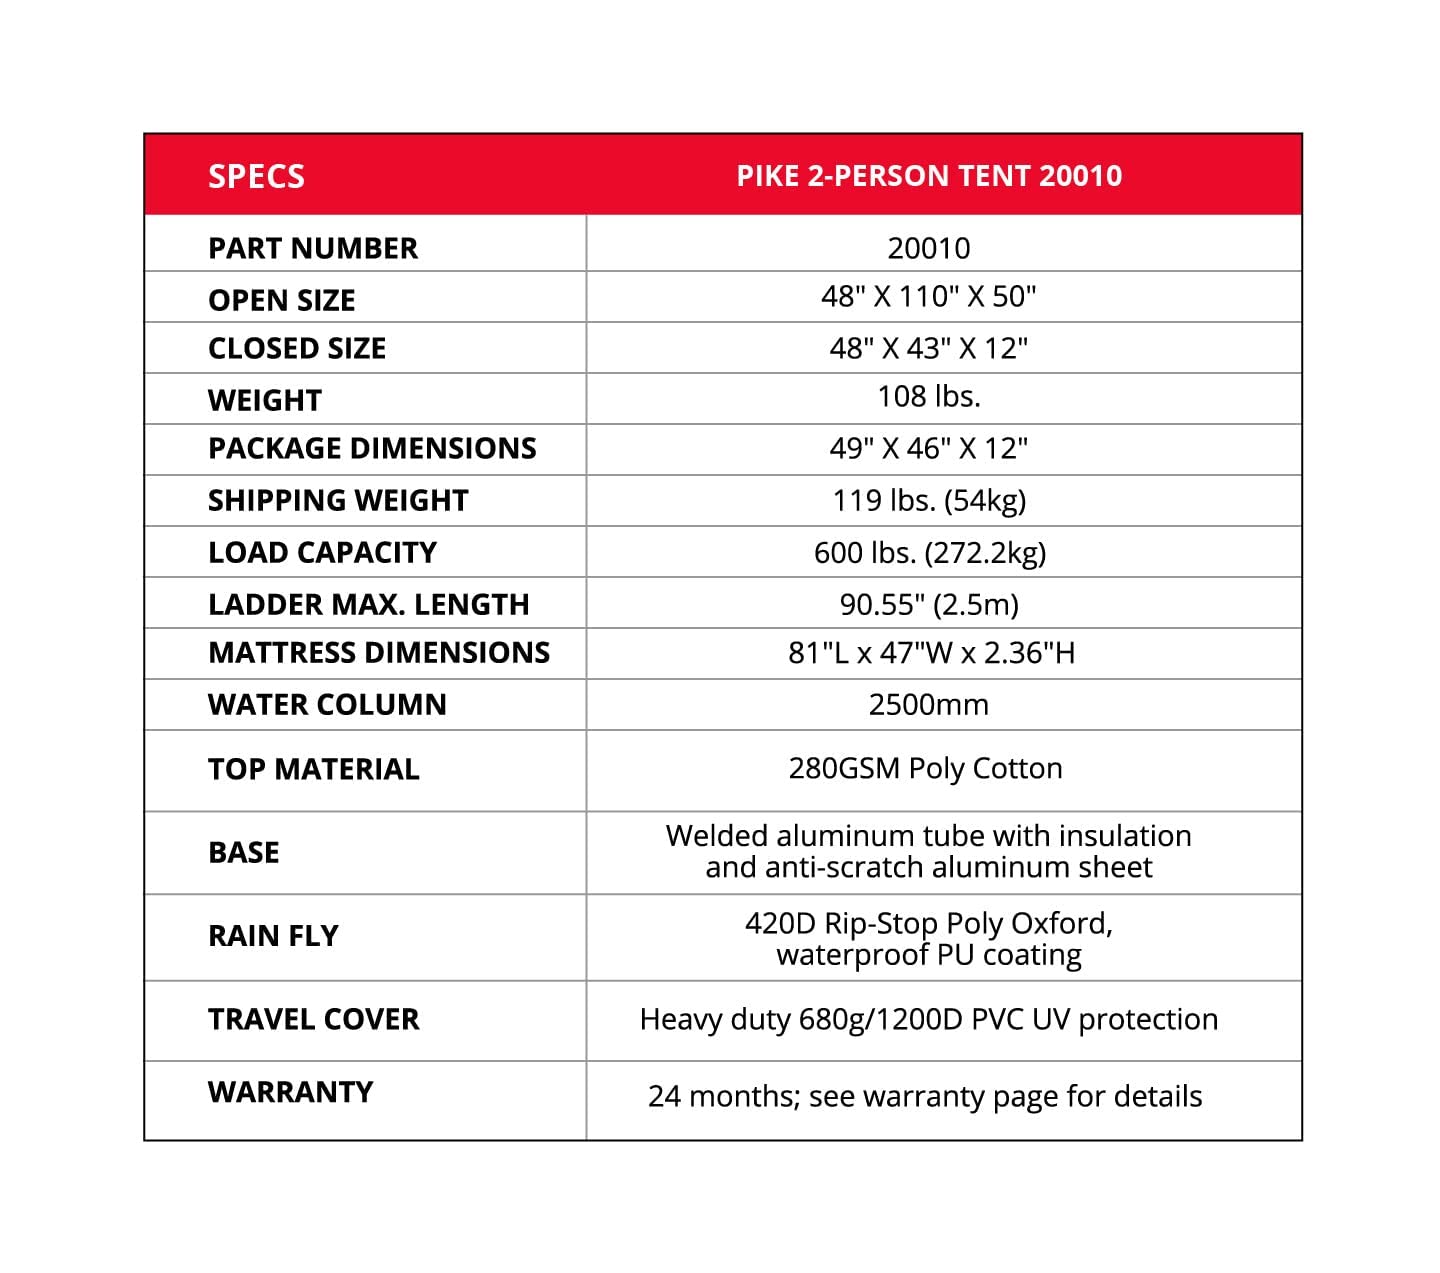 SPECS PIKE 2-PERSON TENT 20010
PART NUMBER 20010
OPEN SIZE 48" X 110" X 50"
CLOSED SIZE 48" X 43" X 12"
WEIGHT 108 lbs.
PACKAGE DIMENSIONS 49" X 46" X 12"
SHIPPING WEIGHT 119 lbs. (54kg)
LOAD CAPACITY 600 lbs. (272.2kg)
LADDER MAX. LENGTH 90.55" (2.5m)
MATTRESS DIMENSIONS 81"L x 47"W x 2.36"H
WATER COLUMN 2500mm
TOP MATERIAL 280GSM Poly Cotton
BASE Welded aluminum tube with insulation
and anti-scratch aluminum sheet
RAIN FLY 420D Rip-Stop Poly Oxford,
waterproof PU coating
TRAVEL COVER Heavy duty 680g/1200D PVC UV protection
WARRANTY 24 months; see warranty page for details